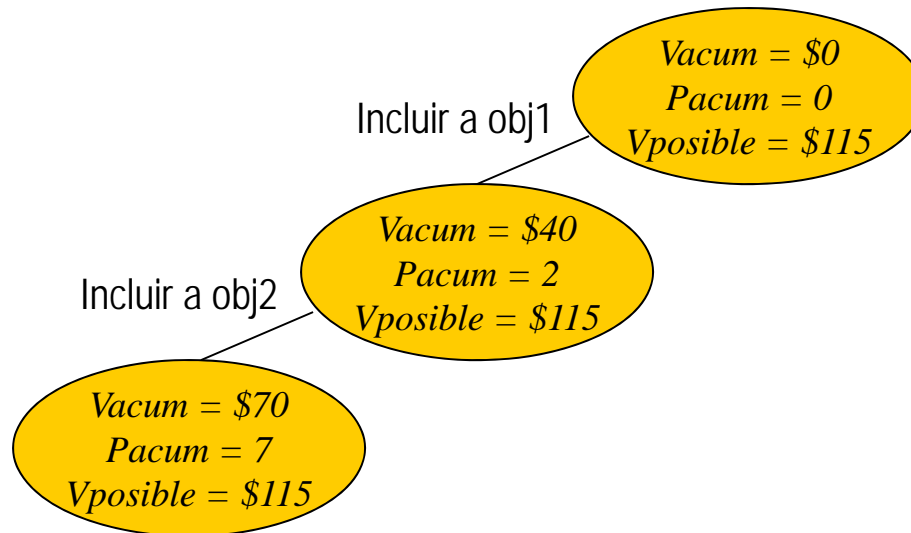 Vacum = $0
Pacum = 0
Vposible = $115
Incluir a obj1
Vacum = $40
Pacum = 2
Vposible = $115
Incluir a obj2
Vacum = $70
Pacum = 7
Vposible = $115